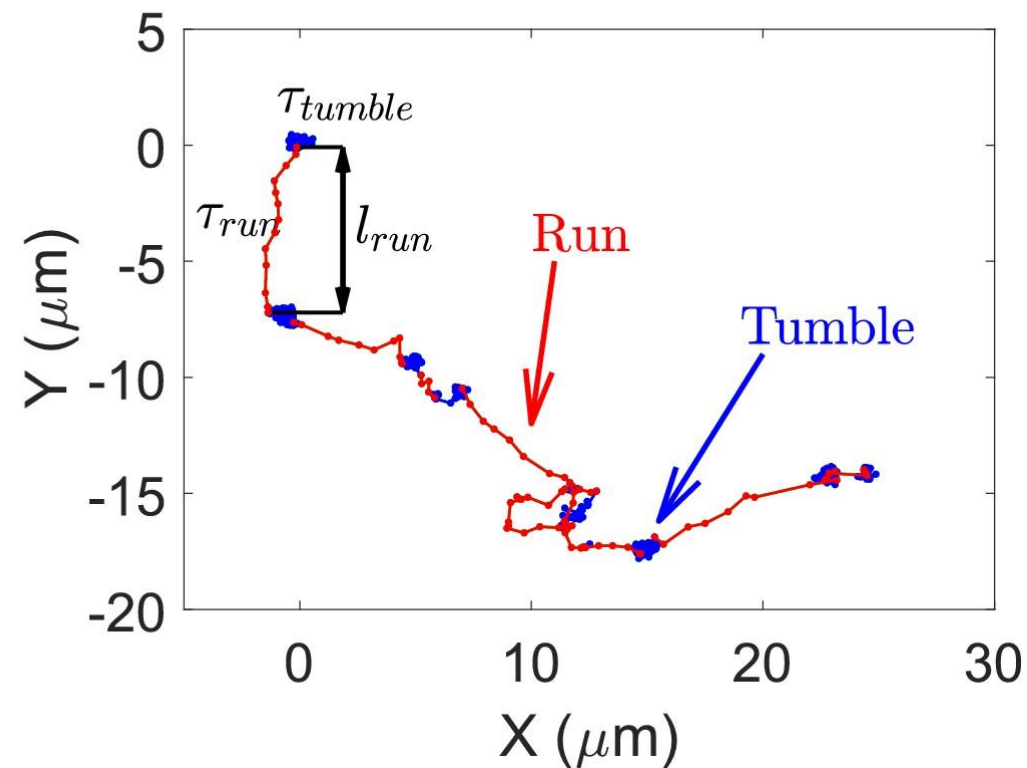 5
0
-5
-10
-15
-20
Y (μm)
τ_tumble
τ_run
l_run
Run
Tumble
0
10
20
30
X (μm)